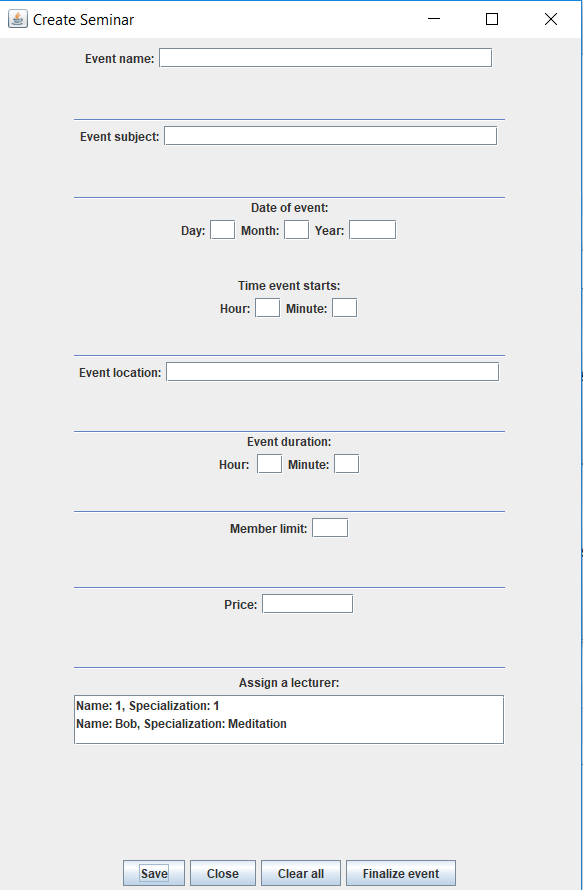 Create Seminar
Event name:
Event subject:
Date of event:
Day: Month: Year:
Time event starts:
Hour: Minute:
Event location:
Event duration:
Hour: Minute:
Member limit:
Price:
Assign a lecturer:
Name: 1, Specialization: 1
Name: Bob, Specialization: Meditation
Save Close Clear all Finalize event